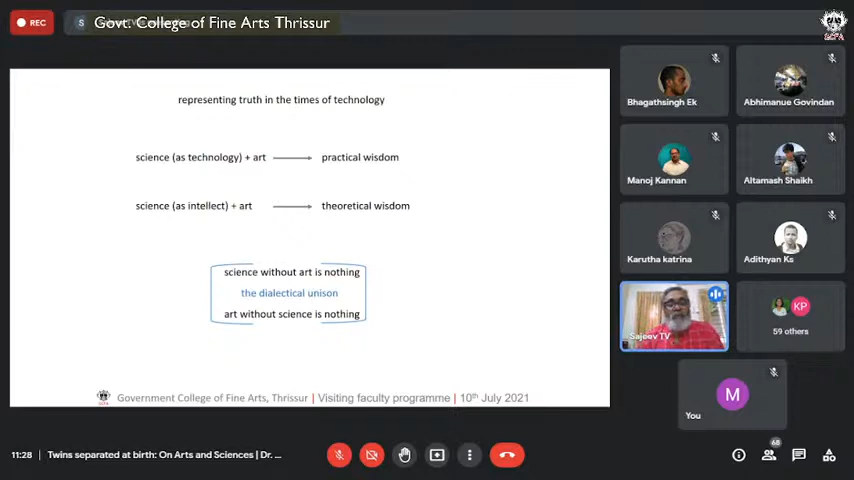 REC
S
Govt. College of Fine Arts Thrissur
GCFA
representing truth in the times of technology
science (as technology) + art
practical wisdom
science (as intellect) + art
theoretical wisdom
science without art is nothing
the dialectical unison
art without science is nothing
Government College of Fine Arts, Thrissur | Visiting faculty programme | 10th July 2021
Bhagathsingh Ek
Abhimanue Govindan
Manoj Kannan
Altamash Shaikh
Karutha katrina
Adithyan Ks
Sajeev TV
KP
59 others
M
You
11:28 | Twins separated at birth: On Arts and Sciences | Dr. ...
68